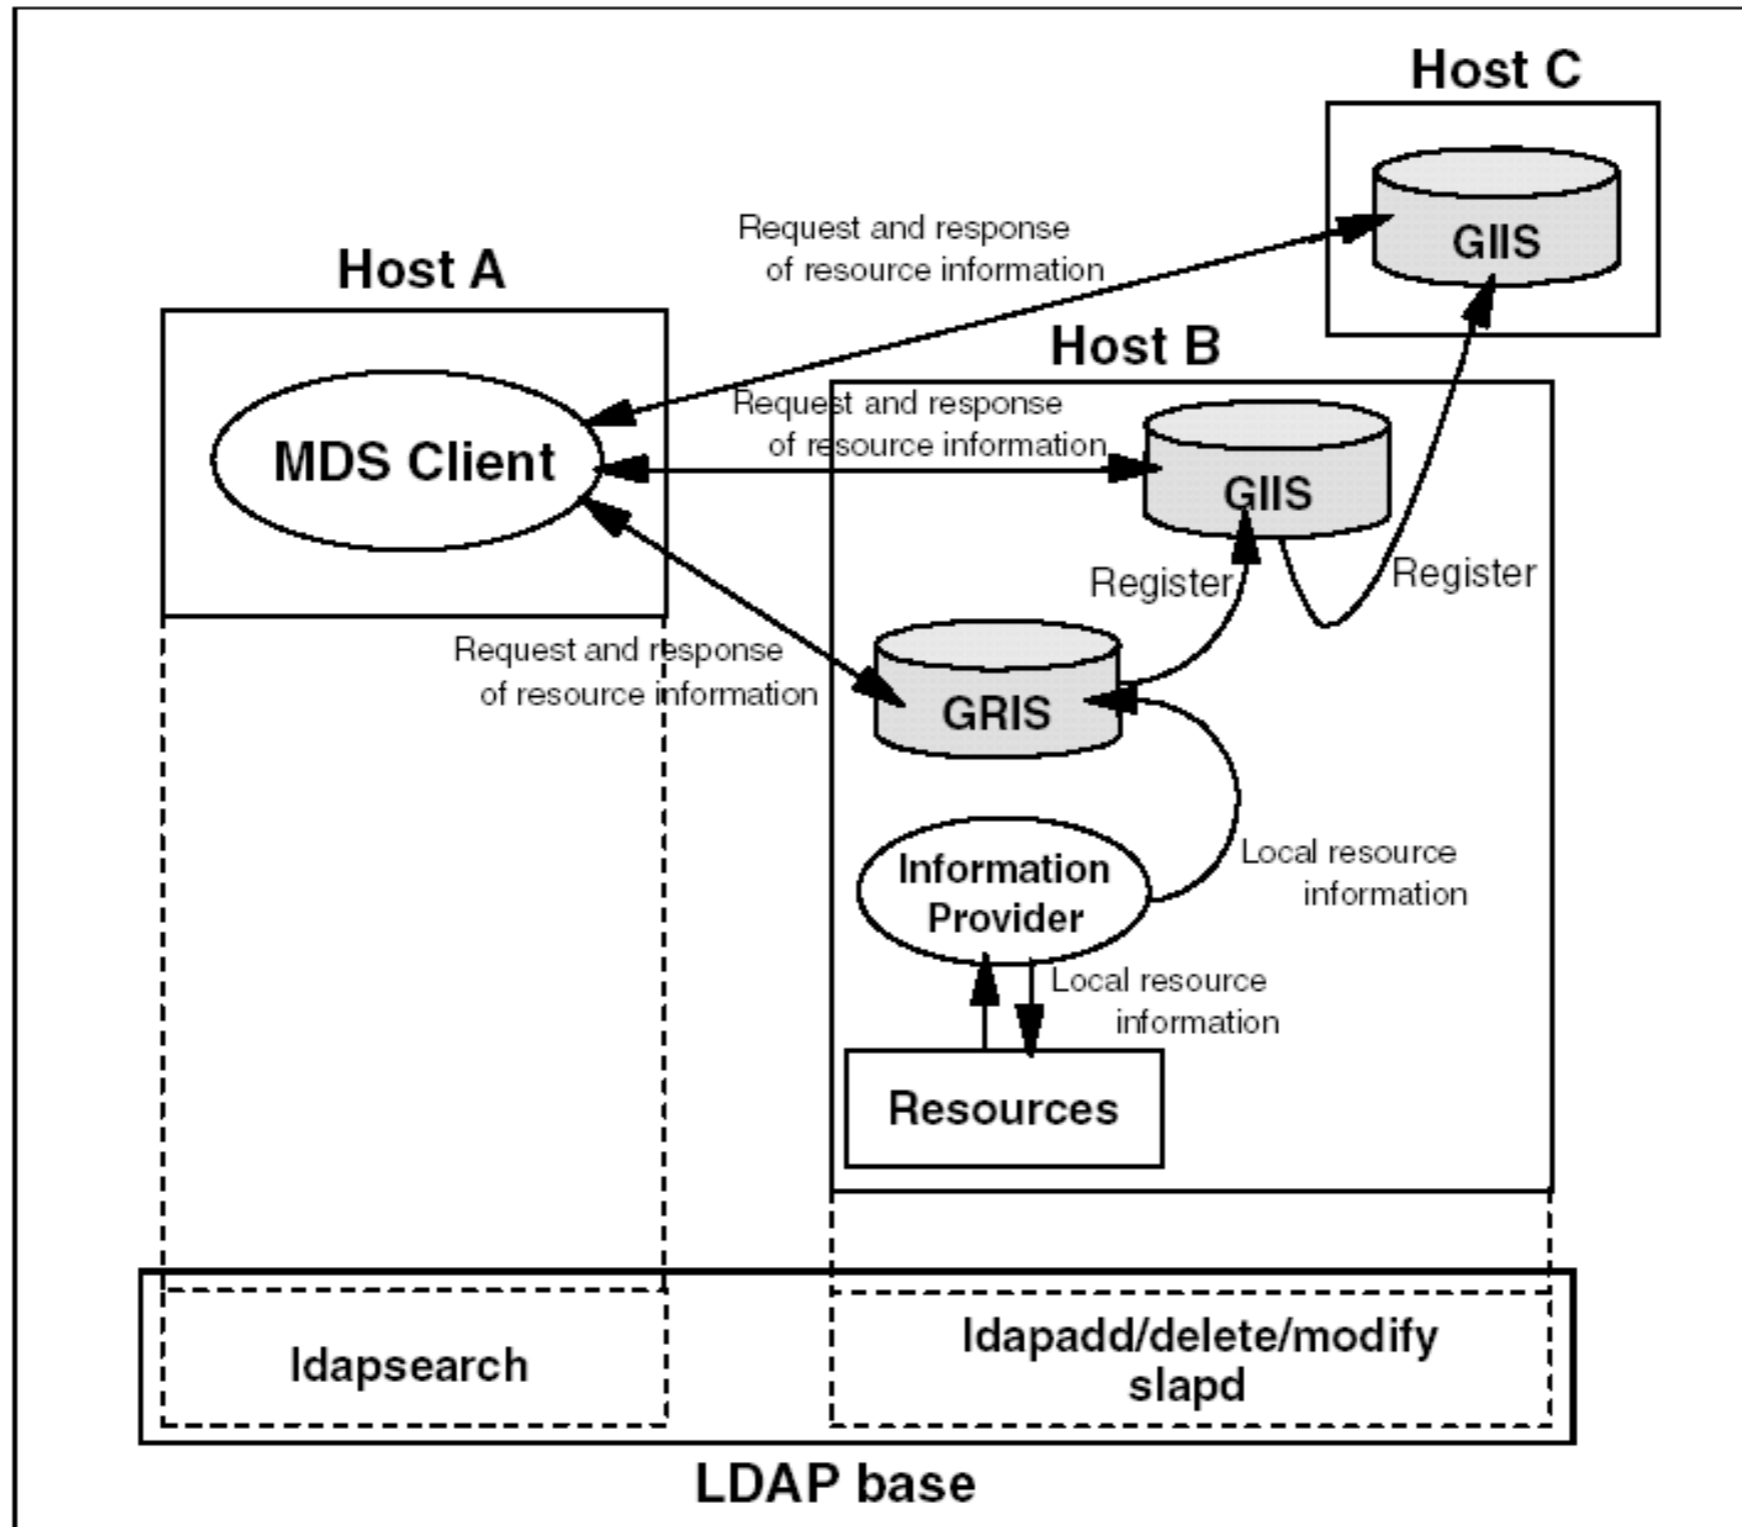 Host C
GIIS
Request and response
of resource information
Host A
Host B
MDS Client
Request and response
of resource information
GIIS
Register
Register
Request and response
of resource information
GRIS
Information
Provider
Local resource
information
Local resource
information
Resources
ldapsearch
ldapadd/delete/modify
slapd
LDAP base